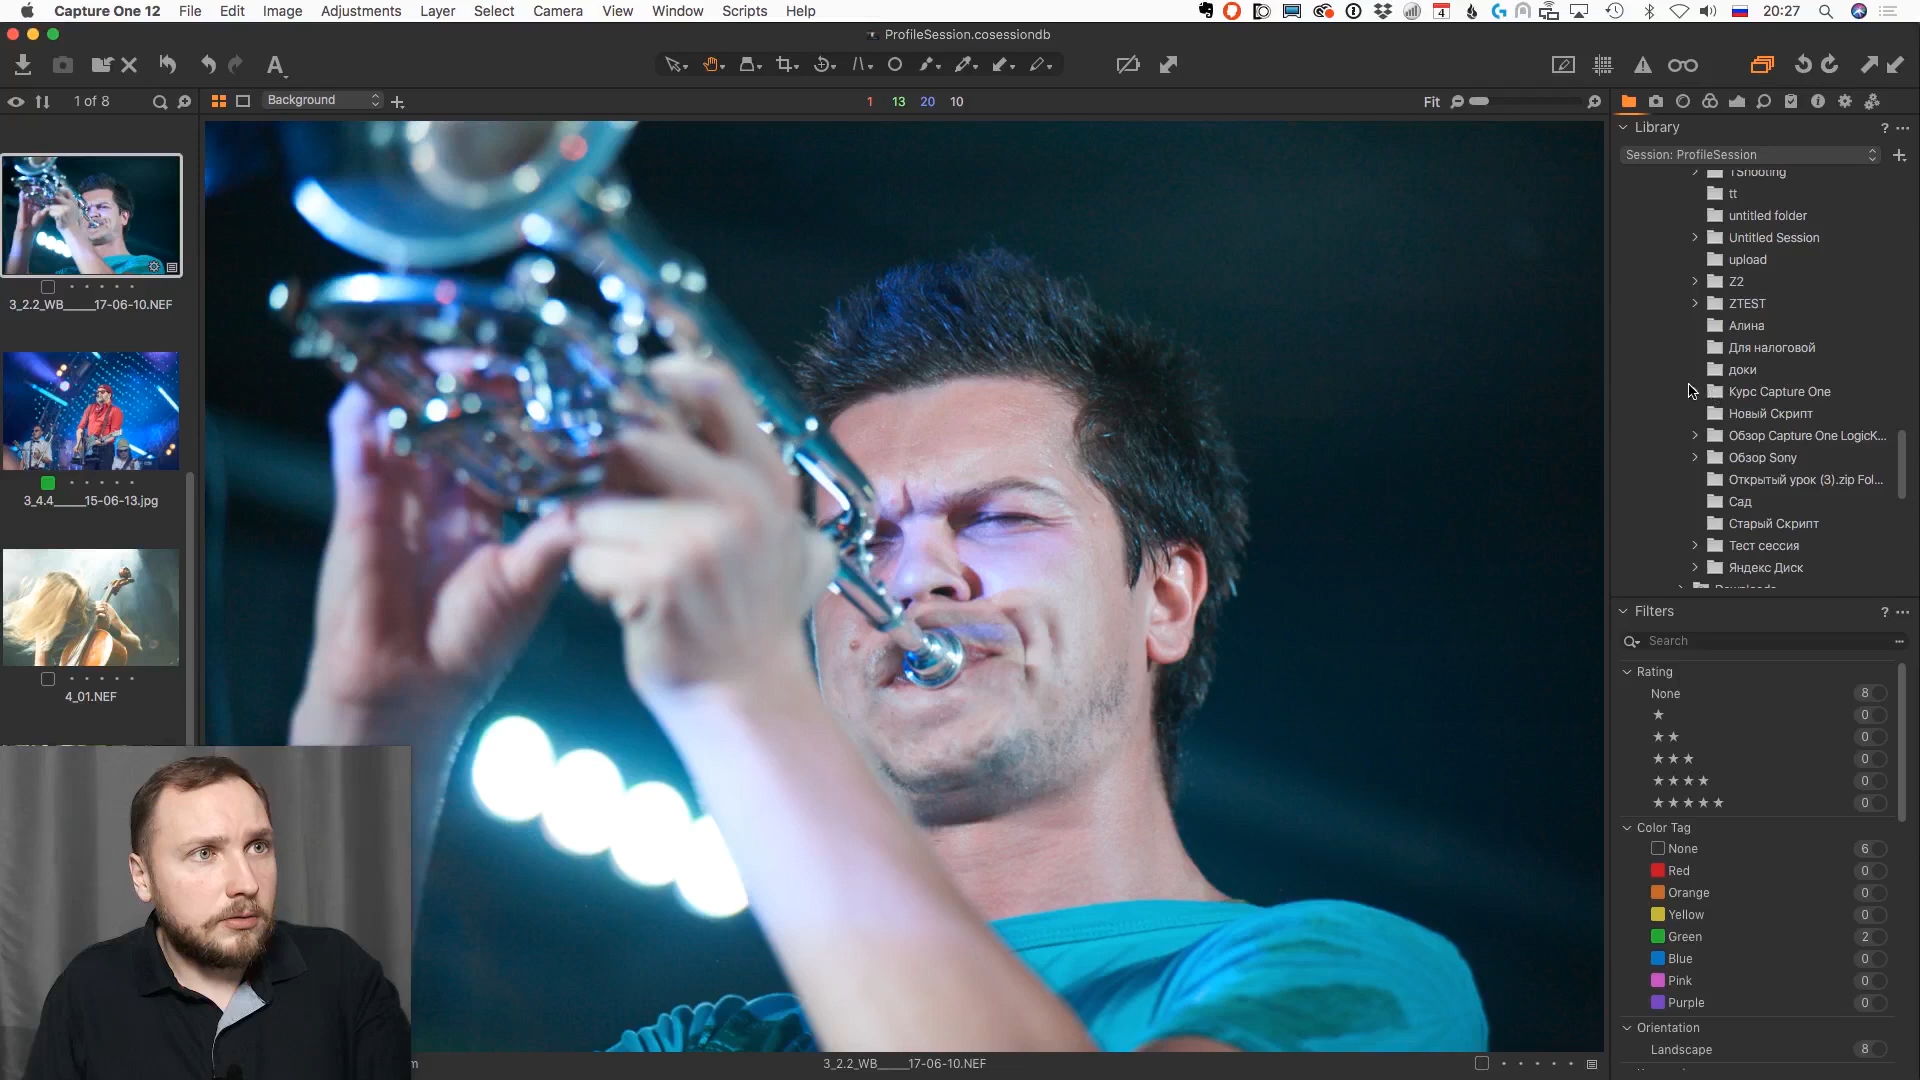 Capture One 12 File Edit Image Adjustments Layer Select Camera View Window Scripts Help 4 20:27
ProfileSession.cosessiondb
A
1 of 8 Background 1 13 20 10 Fit
Library ? ...
Session: ProfileSession
TShooting
tt
untitled folder
Untitled Session
upload
Z2
ZTEST
Алина
Для налоговой
доки
Курс Capture One
Новый Скрипт
Обзор Capture One LogicK...
Обзор Sony
Открытый урок (3).zip Fol...
Сад
Старый Скрипт
Тест сессия
Яндекс Диск
Downloads
3_2.2_WB_____17-06-10.NEF
3_4.4_____15-06-13.jpg
4_01.NEF
Filters ? ...
Search
Rating
None 8
★ 0
★★ 0
★★★ 0
★★★★ 0
★★★★★ 0
Color Tag
None 6
Red 0
Orange 0
Yellow 0
Green 2
Blue 0
Pink 0
Purple 0
Orientation
Landscape 8
3_2.2_WB_____17-06-10.NEF